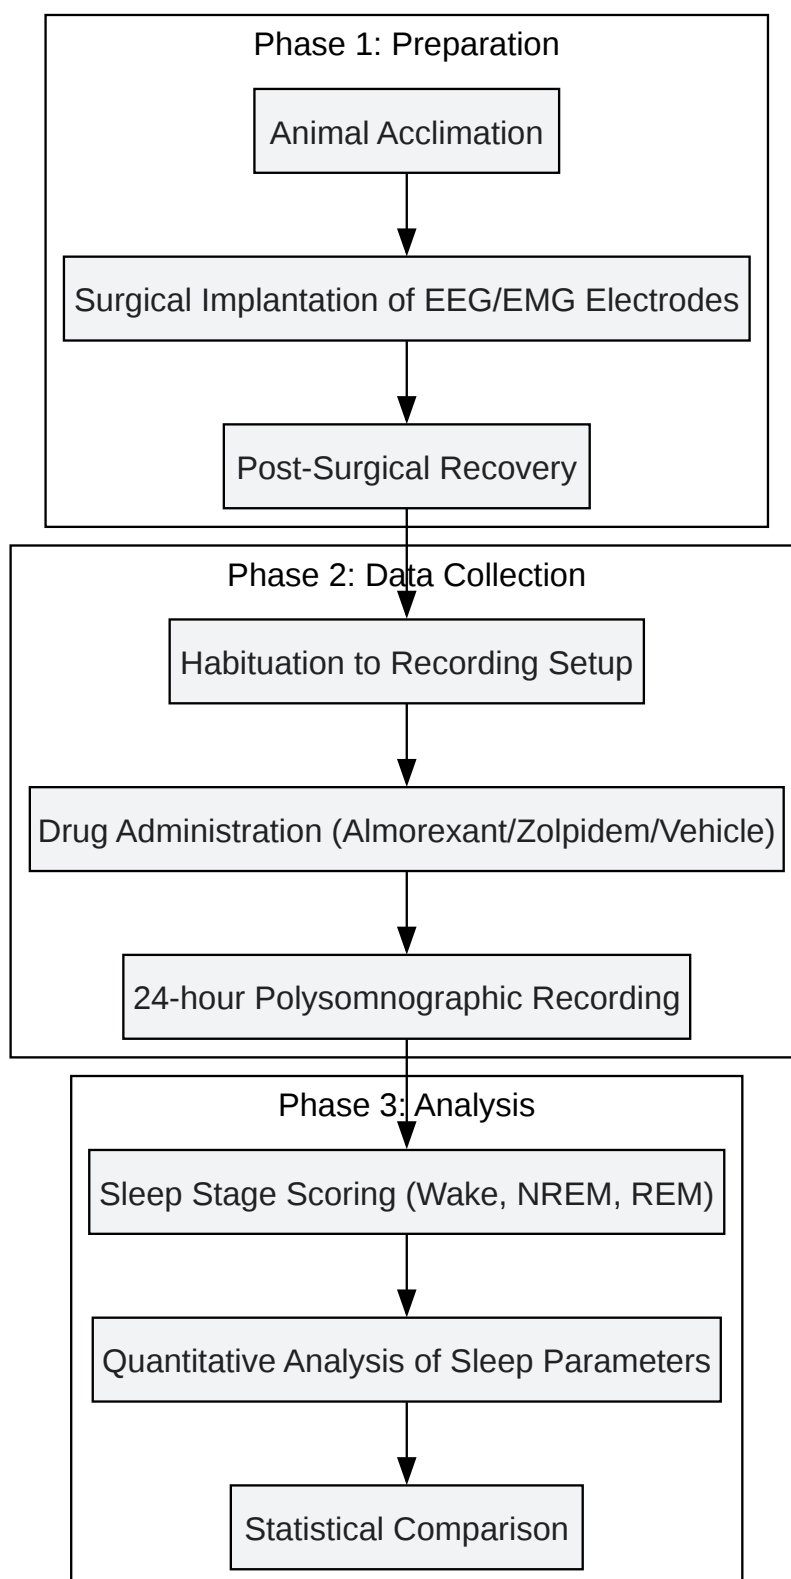 Phase 1: Preparation
Animal Acclimation
Surgical Implantation of EEG/EMG Electrodes
Post-Surgical Recovery
Phase 2: Data Collection
Habituation to Recording Setup
Drug Administration (Almorexant/Zolpidem/Vehicle)
24-hour Polysomnographic Recording
Phase 3: Analysis
Sleep Stage Scoring (Wake, NREM, REM)
Quantitative Analysis of Sleep Parameters
Statistical Comparison